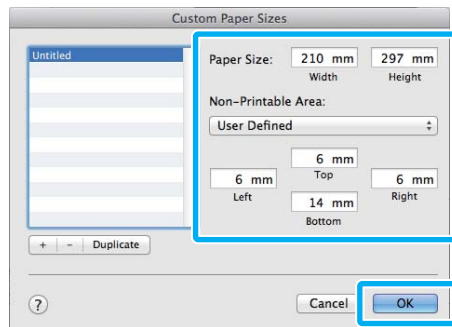 Custom Paper Sizes
Untitled
Paper Size: 210 mm 297 mm
Width Height
Non-Printable Area:
User Defined
6 mm
Top
6 mm 6 mm
Left Right
14 mm
Bottom
+ - Duplicate
? Cancel OK